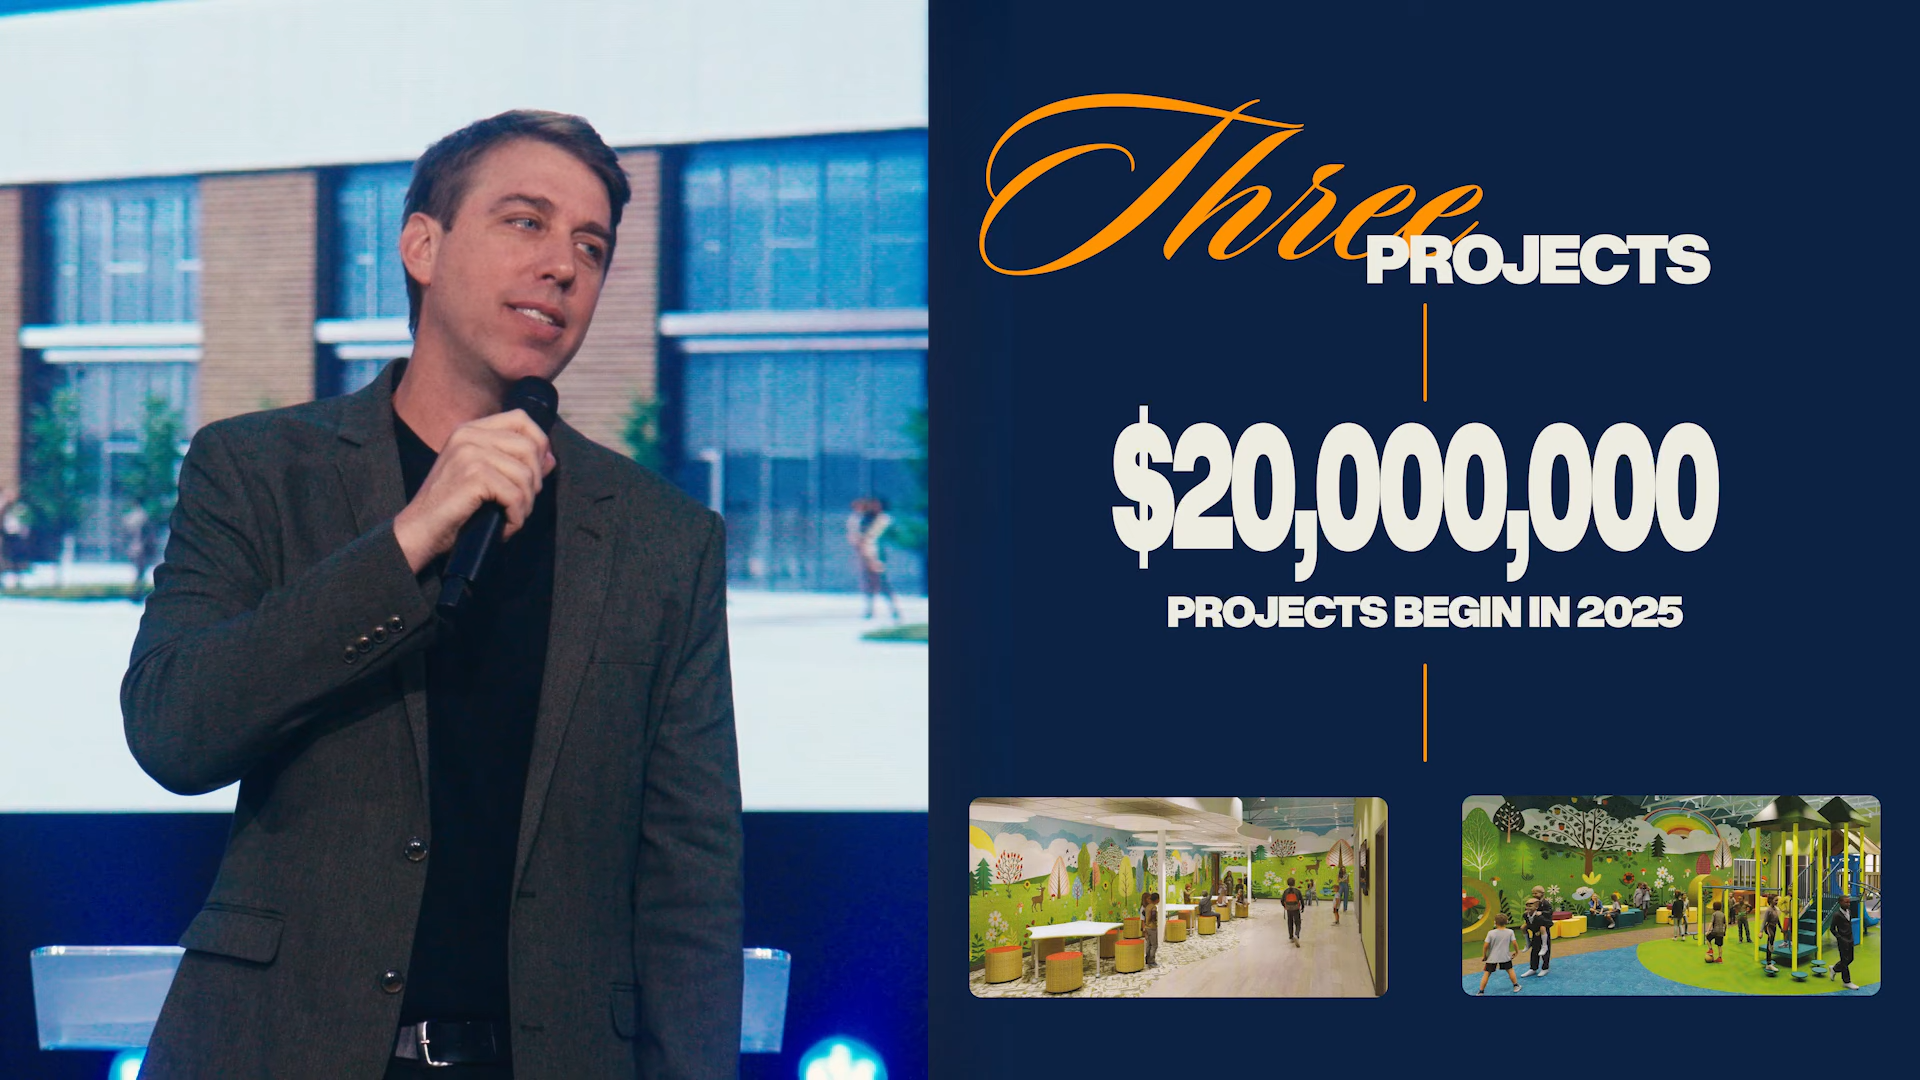 Three
PROJECTS
$20,000,000
PROJECTS BEGIN IN 2025